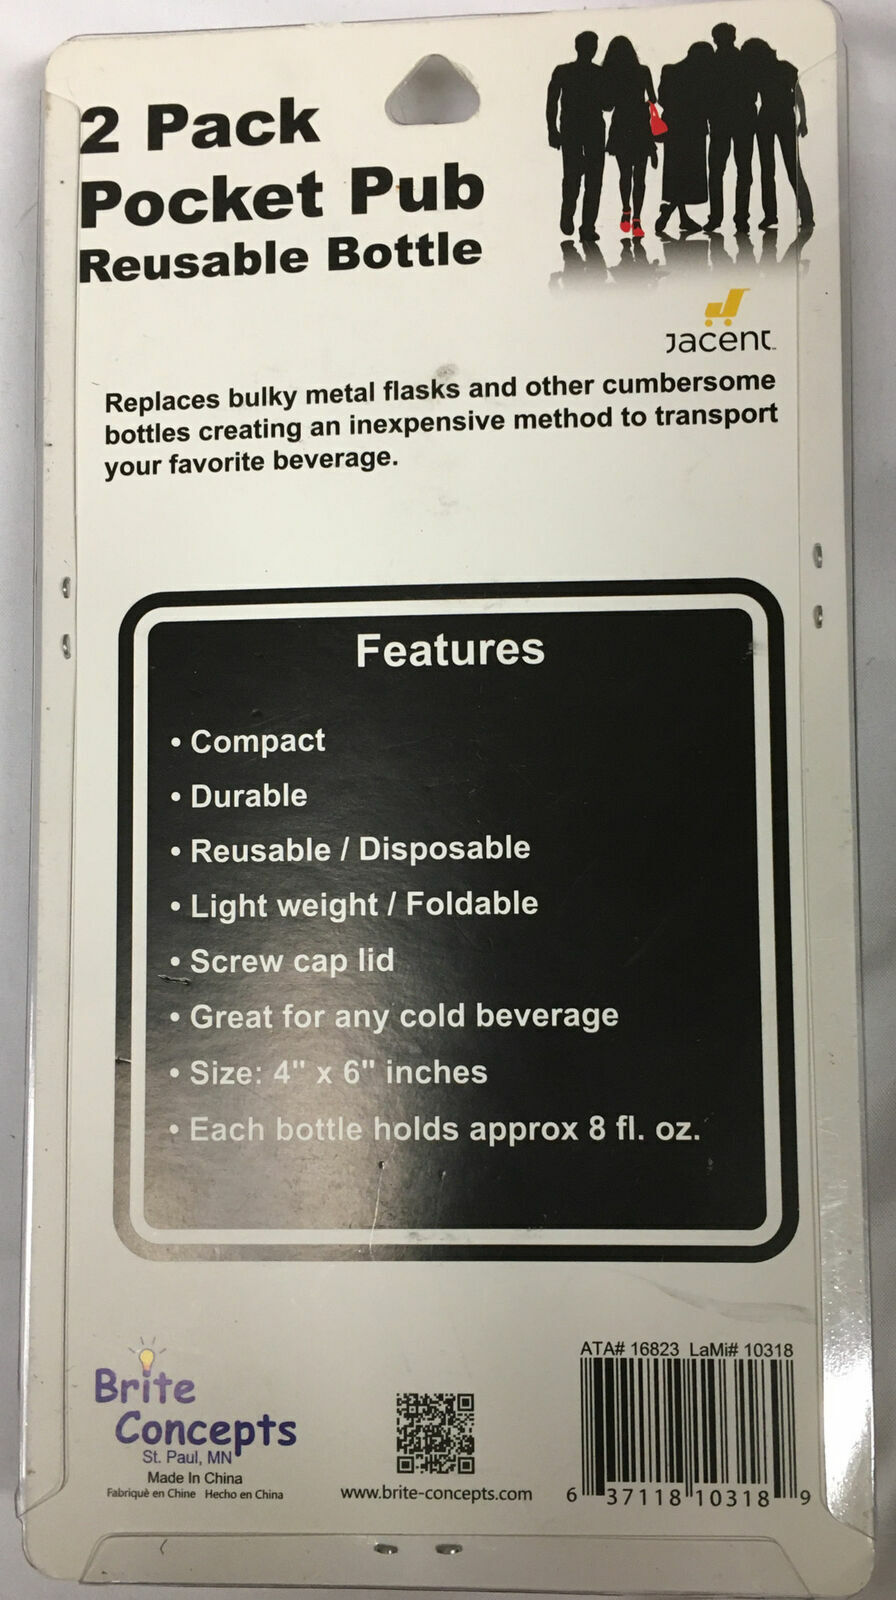 2 Pack
Pocket Pub
Reusable Bottle
Jacent
Replaces bulky metal flasks and other cumbersome
bottles creating an inexpensive method to transport
your favorite beverage.
Features
• Compact
• Durable
• Reusable / Disposable
• Light weight / Foldable
• Screw cap lid
• Great for any cold beverage
• Size: 4" x 6" inches
• Each bottle holds approx 8 fl. oz.
Brite
Concepts
St. Paul, MN
Made In China
Fabriquè en Chine Hecho en China
www.brite-concepts.com
ATA# 16823 LaMi# 10318
6 37118 10318 9